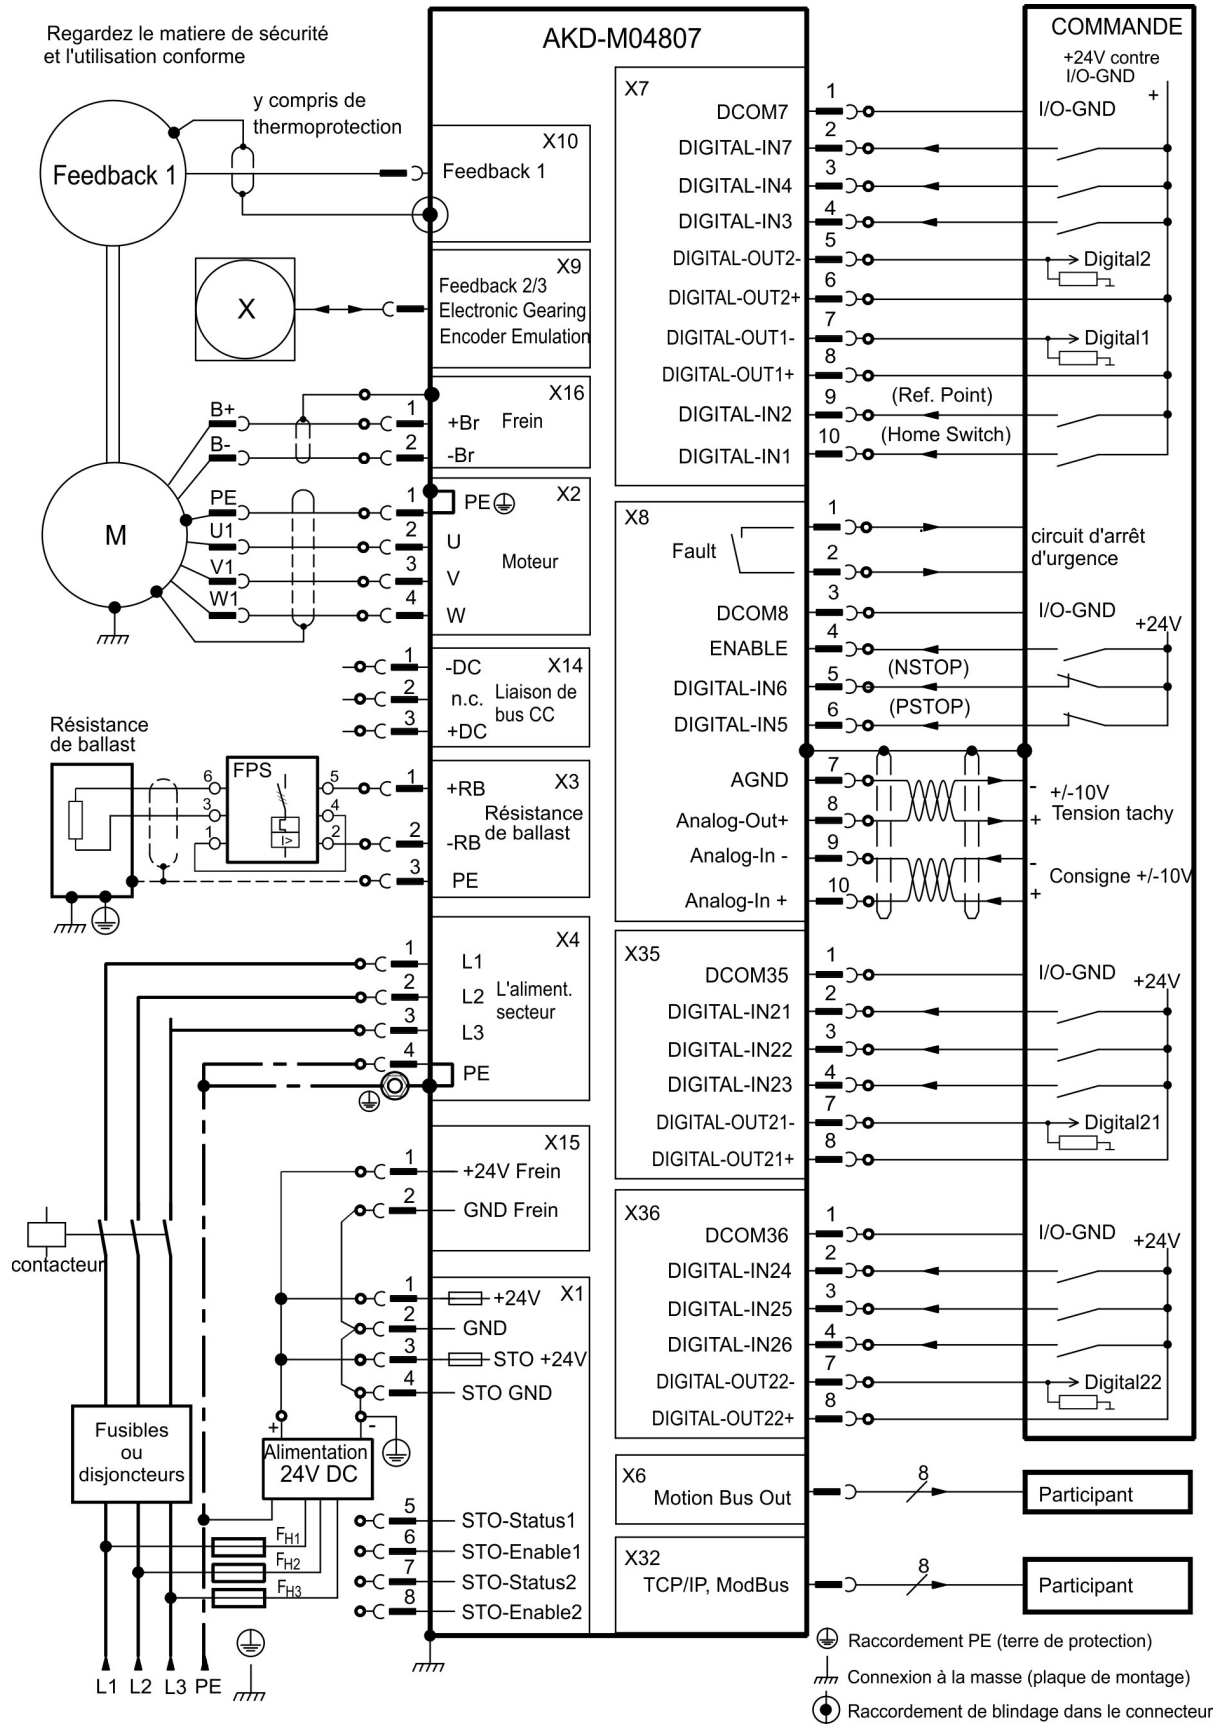 Regardez le matiere de sécurité
et l'utilisation conforme
AKD-M04807
COMMANDE
+24V contre
I/O-GND
+
y compris de
thermoprotection
Feedback 1
X10
Feedback 1
X
X9
Feedback 2/3
Electronic Gearing
Encoder Emulation
B+
B-
X16
1
+Br
Frein
2
-Br
M
PE
U1
V1
W1
X2
1
PE
2
U
Moteur
3
V
4
W
X14
1
-DC
2
n.c.
Liaison de
bus CC
3
+DC
Résistance
de ballast
FPS
6
5
3
4
1
2
I>
X3
1
+RB
Résistance
de ballast
2
-RB
3
PE
X4
1
L1
2
L2
L'aliment.
secteur
3
L3
4
PE
X15
1
+24V Frein
2
GND Frein
contacteur
X1
1
+24V
2
GND
3
STO +24V
4
STO GND
+
-
Alimentation
24V DC
Fusibles
ou
disjoncteurs
5
STO-Status1
6
STO-Enable1
7
STO-Status2
8
STO-Enable2
FH1
FH2
FH3
L1 L2 L3 PE
X7
DCOM7
1
I/O-GND
DIGITAL-IN7
2
DIGITAL-IN4
3
DIGITAL-IN3
4
DIGITAL-OUT2-
5
Digital2
DIGITAL-OUT2+
6
DIGITAL-OUT1-
7
Digital1
DIGITAL-OUT1+
8
DIGITAL-IN2
9
(Ref. Point)
DIGITAL-IN1
10
(Home Switch)
X8
Fault
1
2
circuit d'arrêt
d'urgence
DCOM8
3
I/O-GND
+24V
ENABLE
4
DIGITAL-IN6
5
(NSTOP)
DIGITAL-IN5
6
(PSTOP)
AGND
7
-
+/-10V
Tension tachy
Analog-Out+
8
+
Analog-In -
9
-
Consigne +/-10V
Analog-In +
10
+
X35
DCOM35
1
I/O-GND
+24V
DIGITAL-IN21
2
DIGITAL-IN22
3
DIGITAL-IN23
4
DIGITAL-OUT21-
7
Digital21
DIGITAL-OUT21+
8
X36
DCOM36
1
I/O-GND
+24V
DIGITAL-IN24
2
DIGITAL-IN25
3
DIGITAL-IN26
4
DIGITAL-OUT22-
7
Digital22
DIGITAL-OUT22+
8
X6
Motion Bus Out
8
Participant
X32
TCP/IP, ModBus
8
Participant
Raccordement PE (terre de protection)
Connexion à la masse (plaque de montage)
Raccordement de blindage dans le connecteur